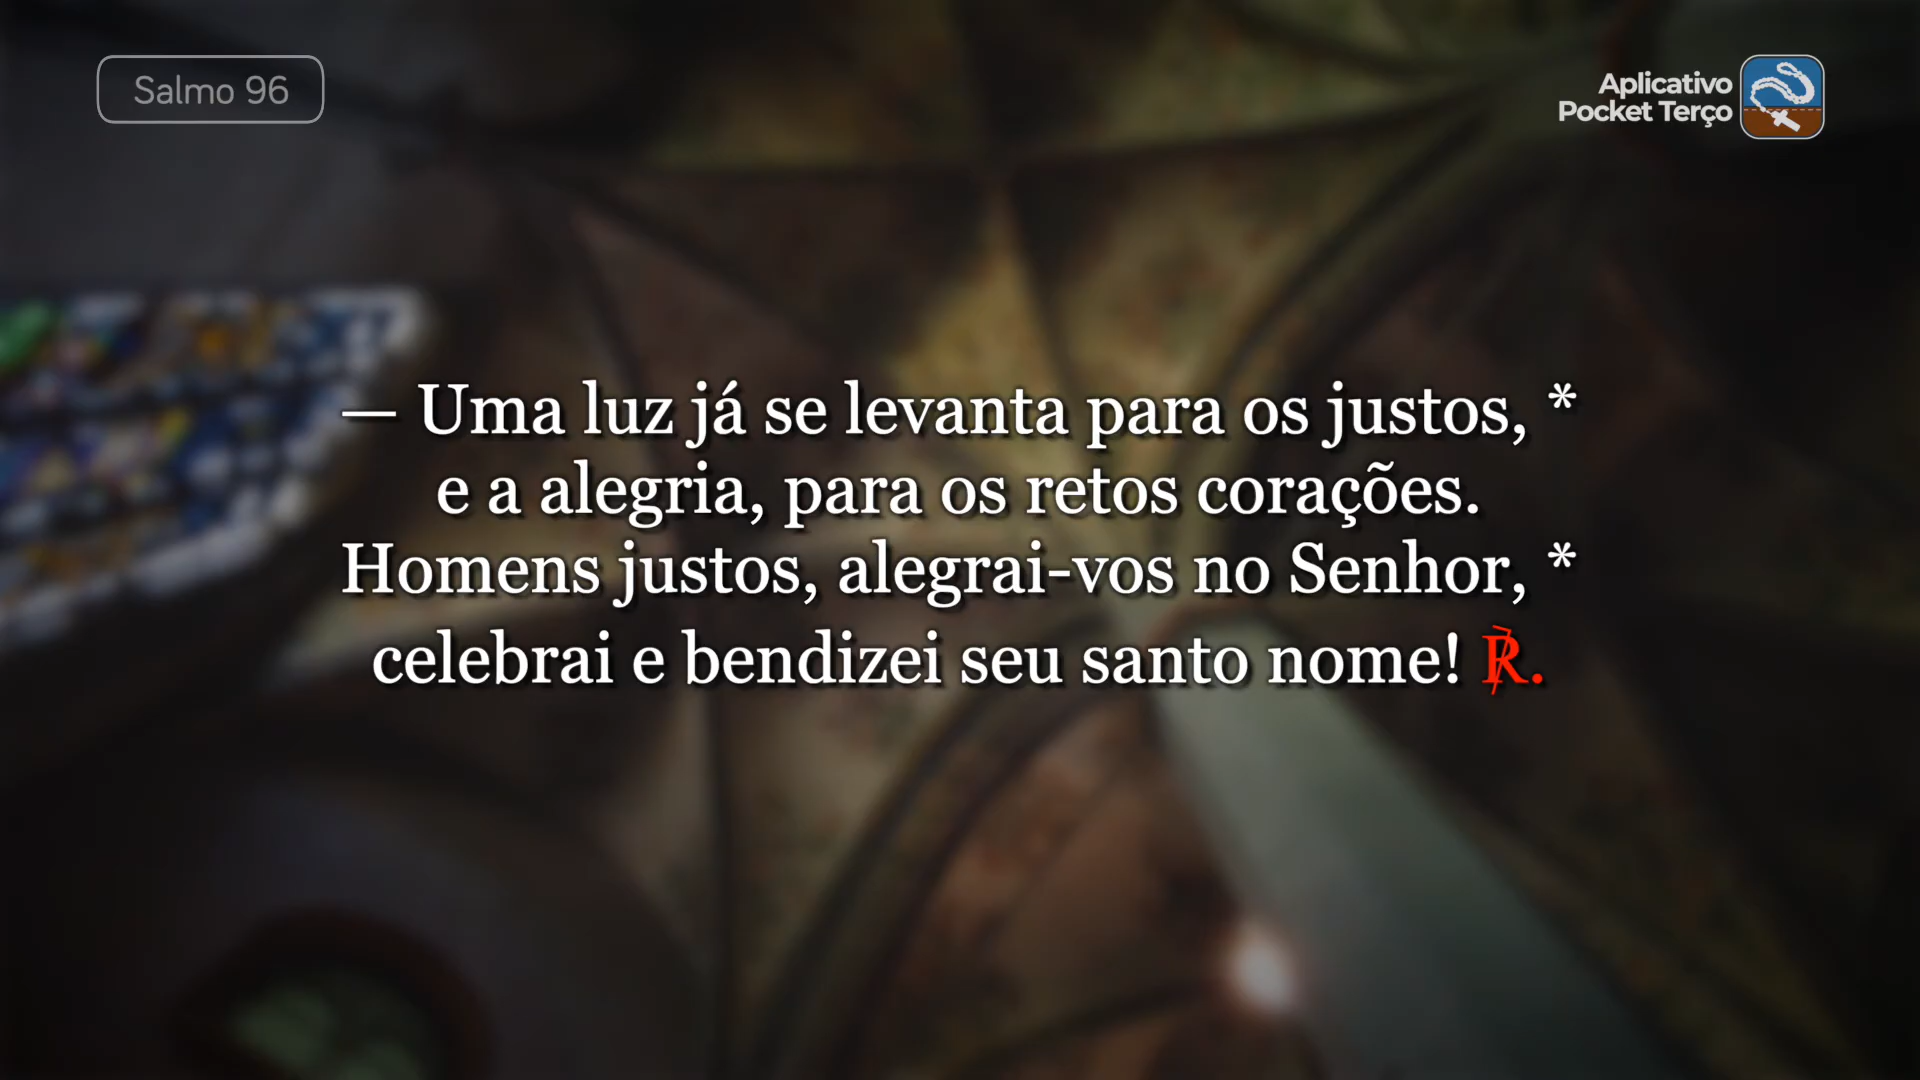 Salmo 96
Aplicativo
Pocket Terço
— Uma luz já se levanta para os justos, *
e a alegria, para os retos corações.
Homens justos, alegrai-vos no Senhor, *
celebrai e bendizei seu santo nome! ℟.